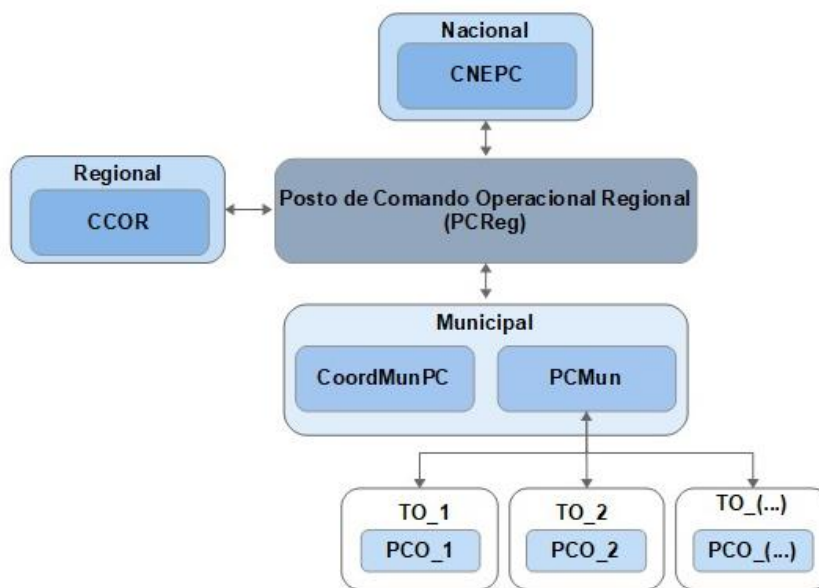 Nacional
CNEPC
Regional
CCOR
Posto de Comando Operacional Regional
(PCReg)
Municipal
CoordMunPC
PCMun
TO_1
PCO_1
TO_2
PCO_2
TO_(...)
PCO_(...)